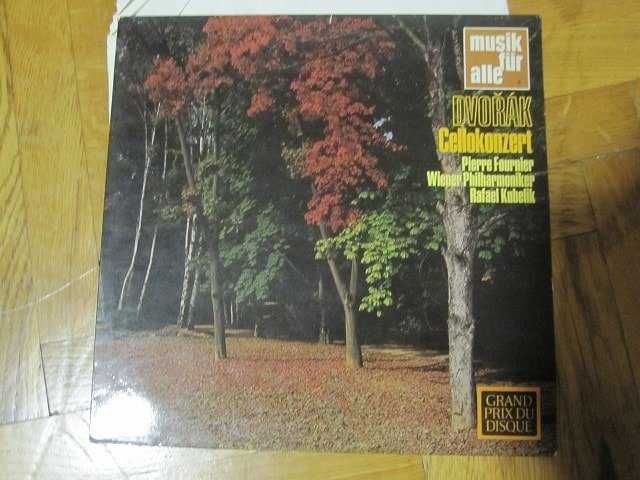 musik
für
alle
DVOŘÁK
Cellokonzert
Pierre Fournier
Wiener Philharmoniker
Rafael Kubelik
GRAND
PRIX DU
DISQUE